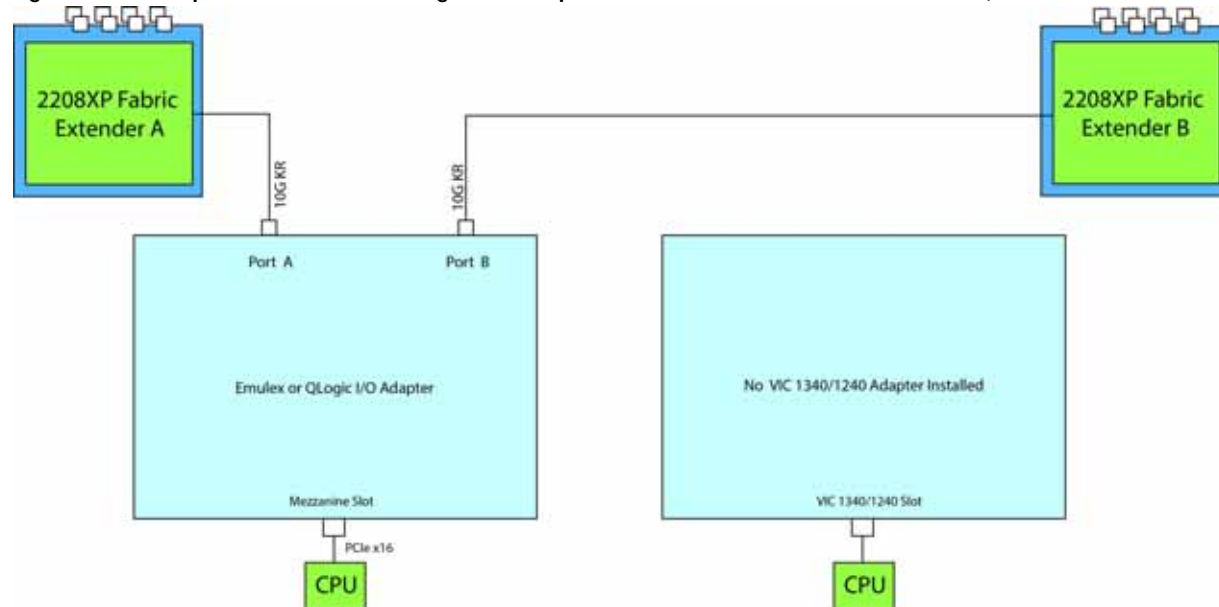 2208XP Fabric
Extender A
2208XP Fabric
Extender B
10G KR
10G KR
Port A
Port B
Emulex or QLogic I/O Adapter
No VIC 1340/1240 Adapter Installed
Mezzanine Slot
VIC 1340/1240 Slot
PCIe x16
CPU
CPU